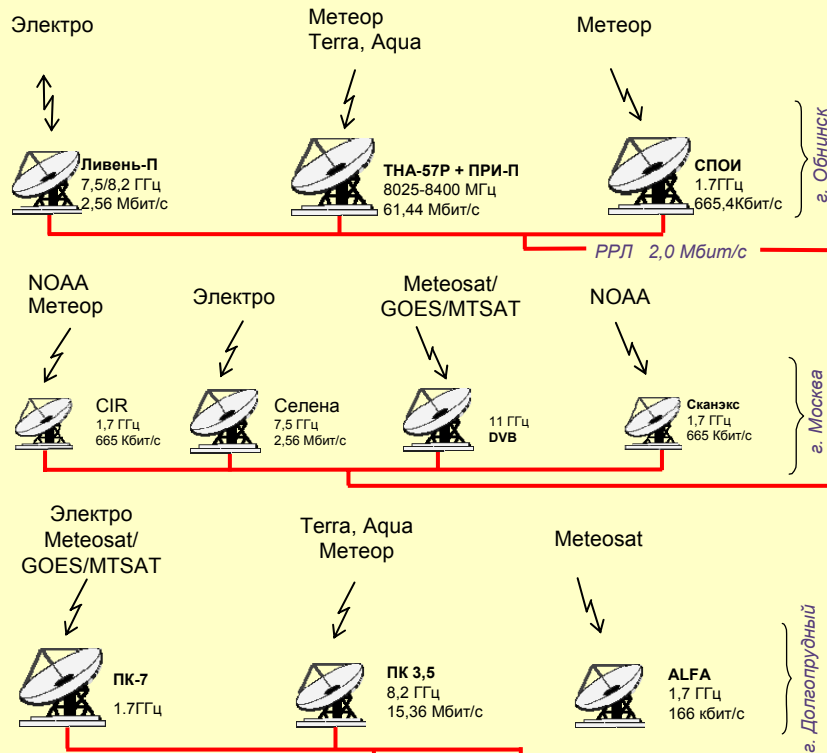 Электро
Метеор
Terra, Aqua
Метеор
Ливень-П
7,5/8,2 ГГц
2,56 Мбит/с
ТНА-57Р + ПРИ-П
8025-8400 МГц
61,44 Мбит/с
СПОИ
1.7ГГц
665,4Кбит/с
г. Обнинск
РРЛ 2,0 Мбит/с
NOAA
Метеор
Электро
Meteosat/
GOES/MTSAT
NOAA
CIR
1,7 ГГц
665 Кбит/с
Селена
7,5 ГГц
2,56 Мбит/с
11 ГГц
DVB
Сканэкс
1,7 ГГц
665 Кбит/с
г. Москва
Электро
Meteosat/
GOES/MTSAT
Terra, Aqua
Метеор
Meteosat
ПК-7
1.7ГГц
ПК 3,5
8,2 ГГц
15,36 Мбит/с
ALFA
1,7 ГГц
166 кбит/с
г. Долгопрудный